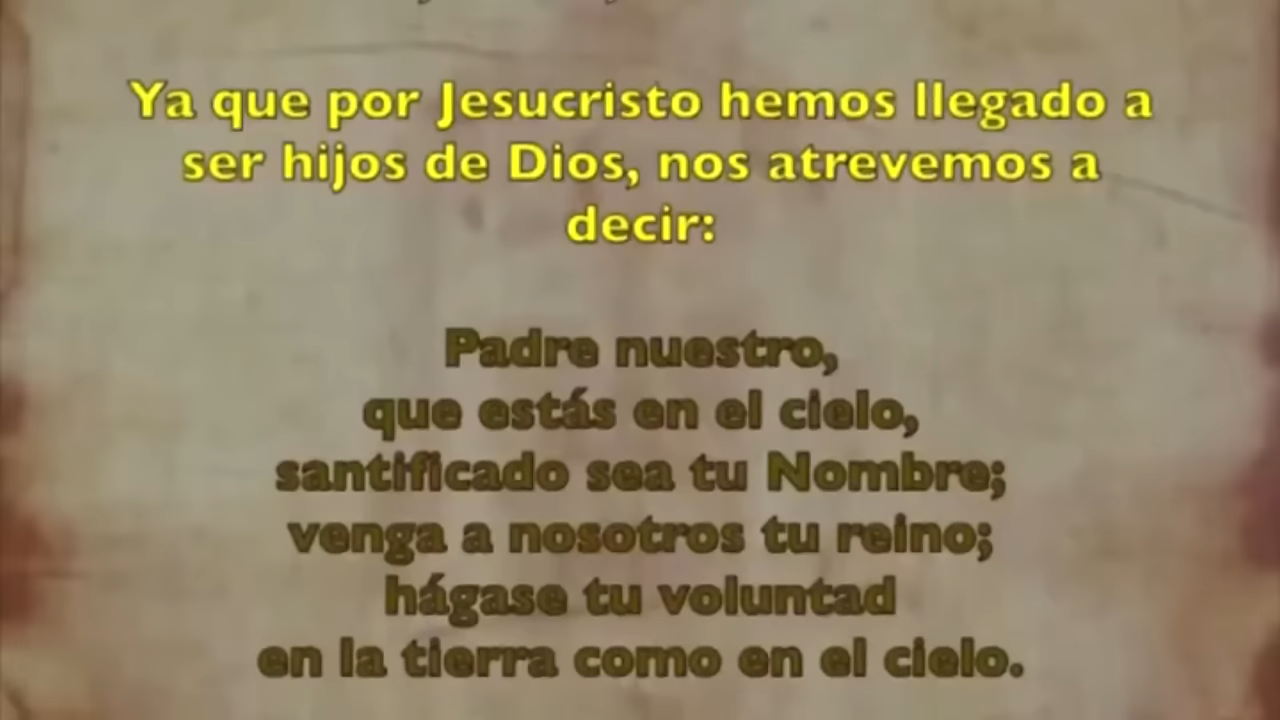 Ya que por Jesucristo hemos llegado a
ser hijos de Dios, nos atrevemos a
decir:
Padre nuestro,
que estás en el cielo,
santificado sea tu Nombre;
venga a nosotros tu reino;
hágase tu voluntad
en la tierra como en el cielo.